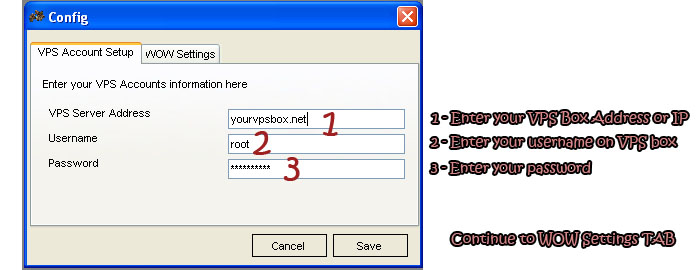 Config
VPS Account Setup
WOW Settings
Enter your VPS Accounts information here
VPS Server Address
yourvpsbox.net
1
Username
root
2
Password
**********
3
Cancel
Save
1 - Enter your VPS Box Address or IP
2 - Enter your username on VPS box
3 - Enter your password
Continue to WOW Settings TAB